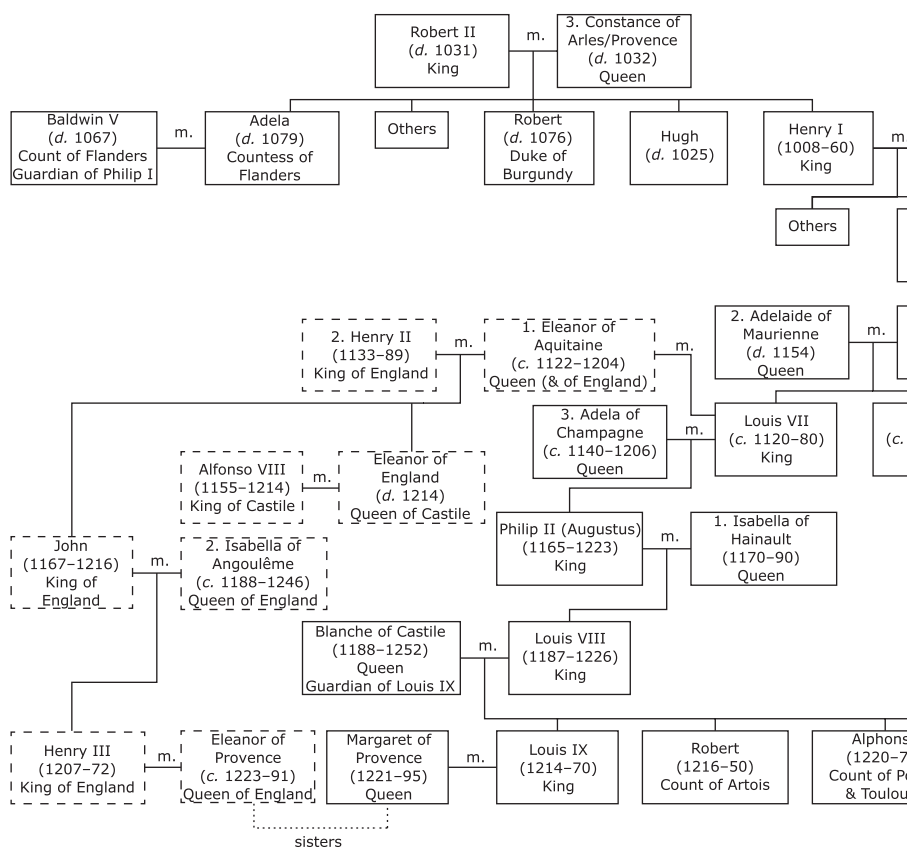 Robert II
(d. 1031)
King
m.
3. Constance of
Arles/Provence
(d. 1032)
Queen
Baldwin V
(d. 1067)
Count of Flanders
Guardian of Philip I
m.
Adela
(d. 1079)
Countess of
Flanders
Others
Robert
(d. 1076)
Duke of
Burgundy
Hugh
(d. 1025)
Henry I
(1008–60)
King
m.
Others
2. Henry II
(1133–89)
King of England
m.
1. Eleanor of
Aquitaine
(c. 1122–1204)
Queen (& of England)
m.
2. Adelaide of
Maurienne
(d. 1154)
Queen
m.
3. Adela of
Champagne
(c. 1140–1206)
Queen
m.
Louis VII
(c. 1120–80)
King
(c.
Alfonso VIII
(1155–1214)
King of Castile
m.
Eleanor of
England
(d. 1214)
Queen of Castile
Philip II (Augustus)
(1165–1223)
King
m.
1. Isabella of
Hainault
(1170–90)
Queen
John
(1167–1216)
King of
England
m.
2. Isabella of
Angoulême
(c. 1188–1246)
Queen of England
Blanche of Castile
(1188–1252)
Queen
Guardian of Louis IX
m.
Louis VIII
(1187–1226)
King
Henry III
(1207–72)
King of England
m.
Eleanor of
Provence
(c. 1223–91)
Queen of England
Margaret of
Provence
(1221–95)
Queen
m.
Louis IX
(1214–70)
King
Robert
(1216–50)
Count of Artois
Alphons
(1220–7
Count of Po
& Toulou
sisters